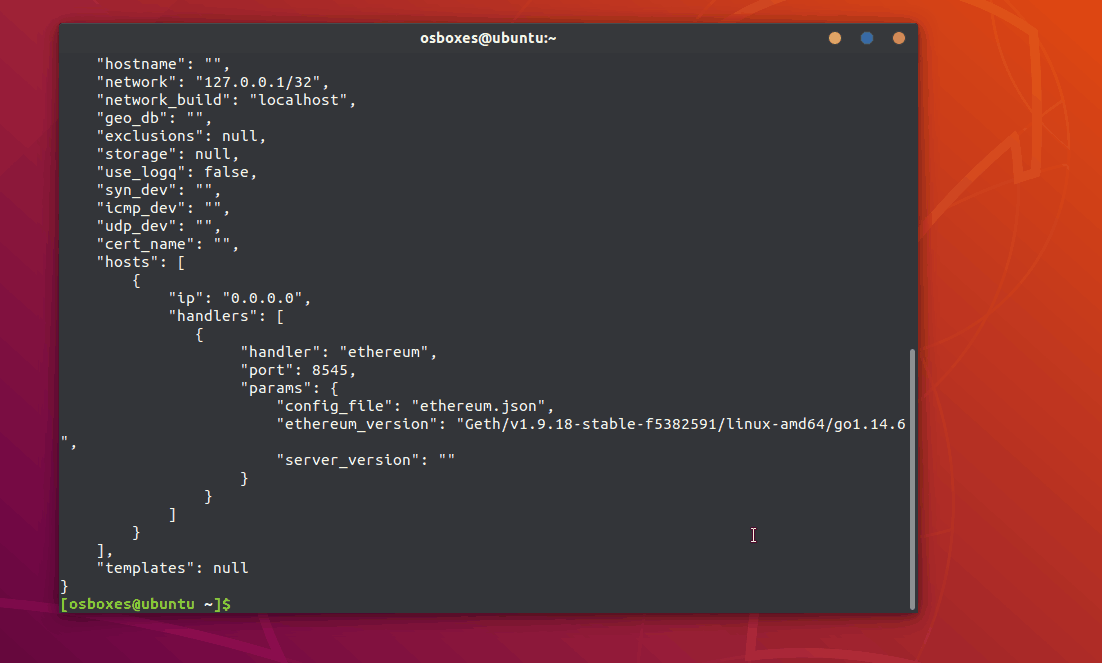 osboxes@ubuntu:~
"hostname": "",
"network": "127.0.0.1/32",
"network_build": "localhost",
"geo_db": "",
"exclusions": null,
"storage": null,
"use_logq": false,
"syn_dev": "",
"icmp_dev": "",
"udp_dev": "",
"cert_name": "",
"hosts": [
{
"ip": "0.0.0.0",
"handlers": [
{
"handler": "ethereum",
"port": 8545,
"params": {
"config_file": "ethereum.json",
"ethereum_version": "Geth/v1.9.18-stable-f5382591/linux-amd64/go1.14.6
",
"server_version": ""
}
}
]
}
],
"templates": null
}
[osboxes@ubuntu ~]$